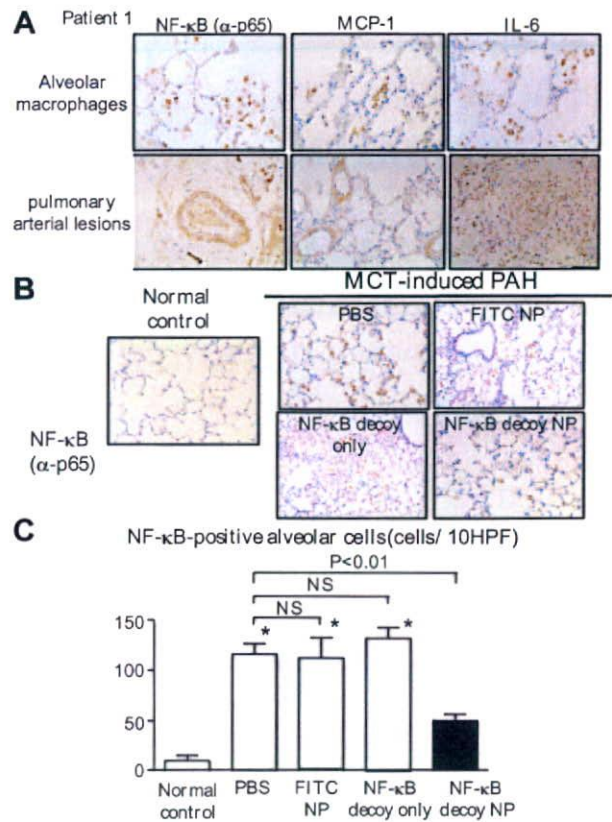 A Patient 1
NF-κB (α-p65) MCP-1 IL-6
Alveolar
macrophages
pulmonary
arterial lesions
B
MCT-induced PAH
Normal
control
PBS FITC NP
NF-κB decoy
only
NF-κB decoy NP
NF-κB
(α-p65)
C
NF-κB-positive alveolar cells(cells/ 10HPF)
P<0.01
NS
NS
* * *
150
100
50
0
Normal
control
PBS
FITC
NP
NF-κB
decoy only
NF-κB
decoy NP